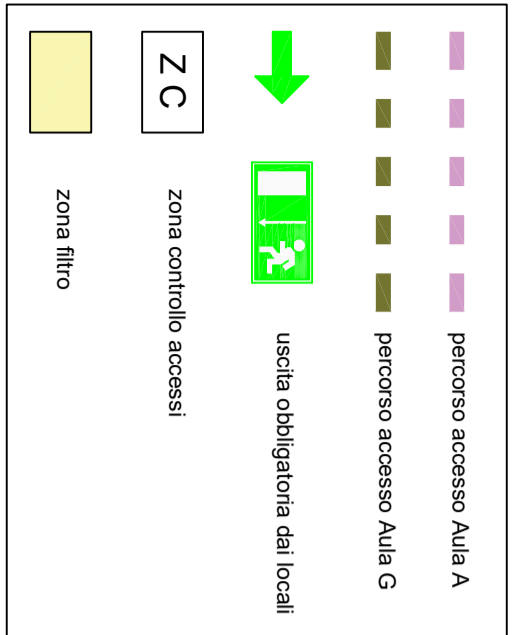 percorso accesso Aula A
percorso accesso Aula G
uscita obbligatoria dai locali
Z C
zona controllo accessi
zona filtro